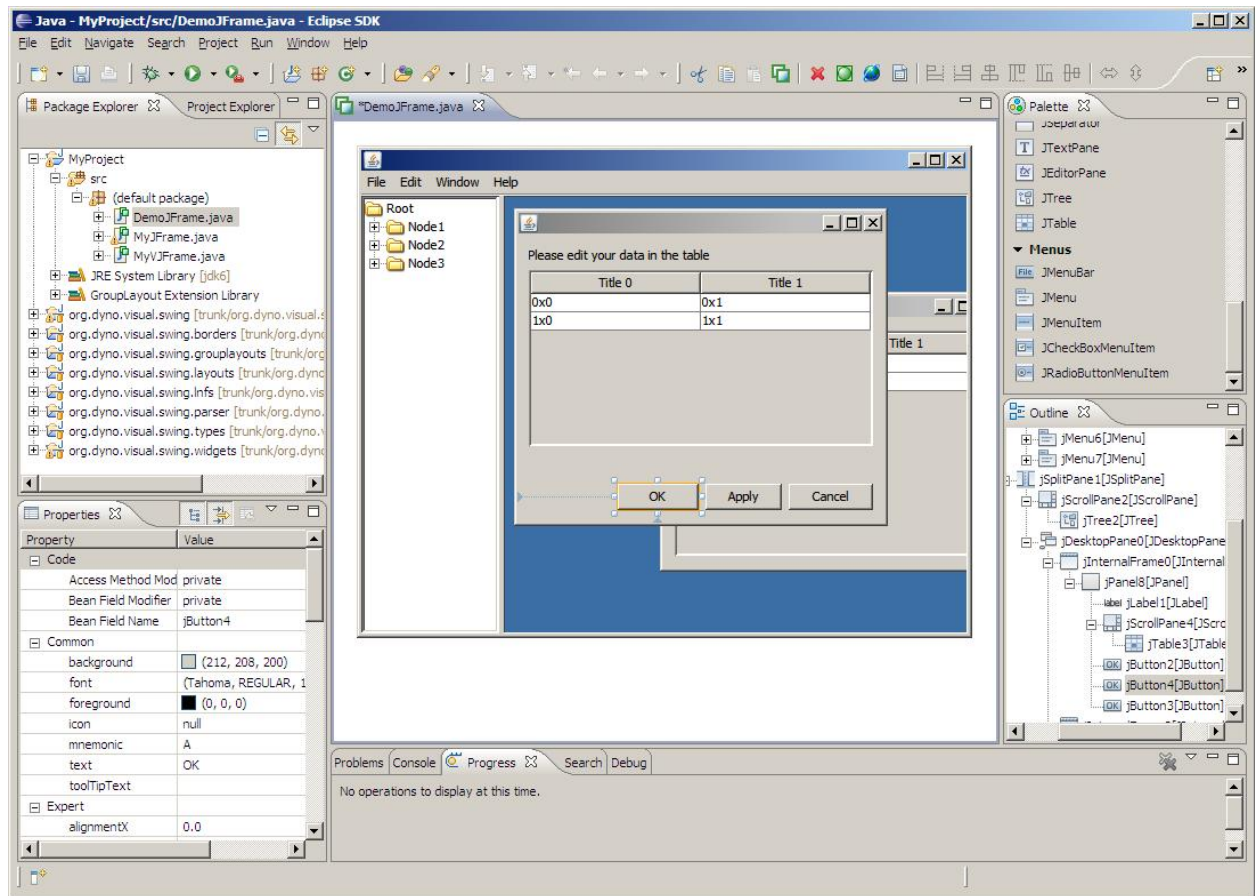 Java - MyProject/src/DemoJFrame.java - Eclipse SDK
File Edit Navigate Search Project Run Window Help
Package Explorer
Project Explorer
MyProject
src
(default package)
DemoJFrame.java
MyJFrame.java
MyVJFrame.java
JRE System Library [jdk6]
GroupLayout Extension Library
org.dyno.visual.swing [trunk/org.dyno.visual.s
org.dyno.visual.swing.borders [trunk/org.dyno
org.dyno.visual.swing.grouplayouts [trunk/org
org.dyno.visual.swing.layouts [trunk/org.dyno
org.dyno.visual.swing.lnfs [trunk/org.dyno.vis
org.dyno.visual.swing.parser [trunk/org.dyno.
org.dyno.visual.swing.types [trunk/org.dyno.v
org.dyno.visual.swing.widgets [trunk/org.dyno
Properties
Property Value
Code
Access Method Mod private
Bean Field Modifier private
Bean Field Name jButton4
Common
background (212, 208, 200)
font (Tahoma, REGULAR, 1
foreground (0, 0, 0)
icon null
mnemonic A
text OK
toolTipText
Expert
alignmentX 0.0
*DemoJFrame.java
File Edit Window Help
Root
Node1
Node2
Node3
Please edit your data in the table
Title 0 Title 1
0x0 0x1
1x0 1x1
OK Apply Cancel
Title 1
Problems Console Progress Search Debug
No operations to display at this time.
Palette
JSeparator
JTextPane
JEditorPane
JTree
JTable
Menus
JMenuBar
JMenu
JMenuItem
JCheckBoxMenuItem
JRadioButtonMenuItem
Outline
jMenu6[JMenu]
jMenu7[JMenu]
jSplitPane1[JSplitPane]
jScrollPane2[JScrollPane]
jTree2[JTree]
jDesktopPane0[JDesktopPane
jInternalFrame0[JInternal
jPanel8[JPanel]
jLabel1[JLabel]
jScrollPane4[JScro
jTable3[JTable
jButton2[JButton]
jButton4[JButton]
jButton3[JButton]